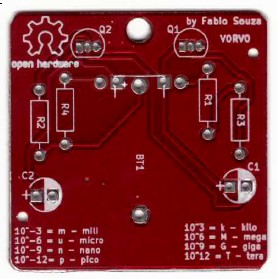 by Fabio Souza
Q2
Q1
VORVO
open hardware
R2
R4
R1
R3
BT1
C2
C1
10^-3 = m - mili
10^-6 = u - micro
10^-9 = n - nano
10^-12= p - pico
10^3 = k - kilo
10^6 = M - mega
10^9 = G - giga
10^12 = T - tera